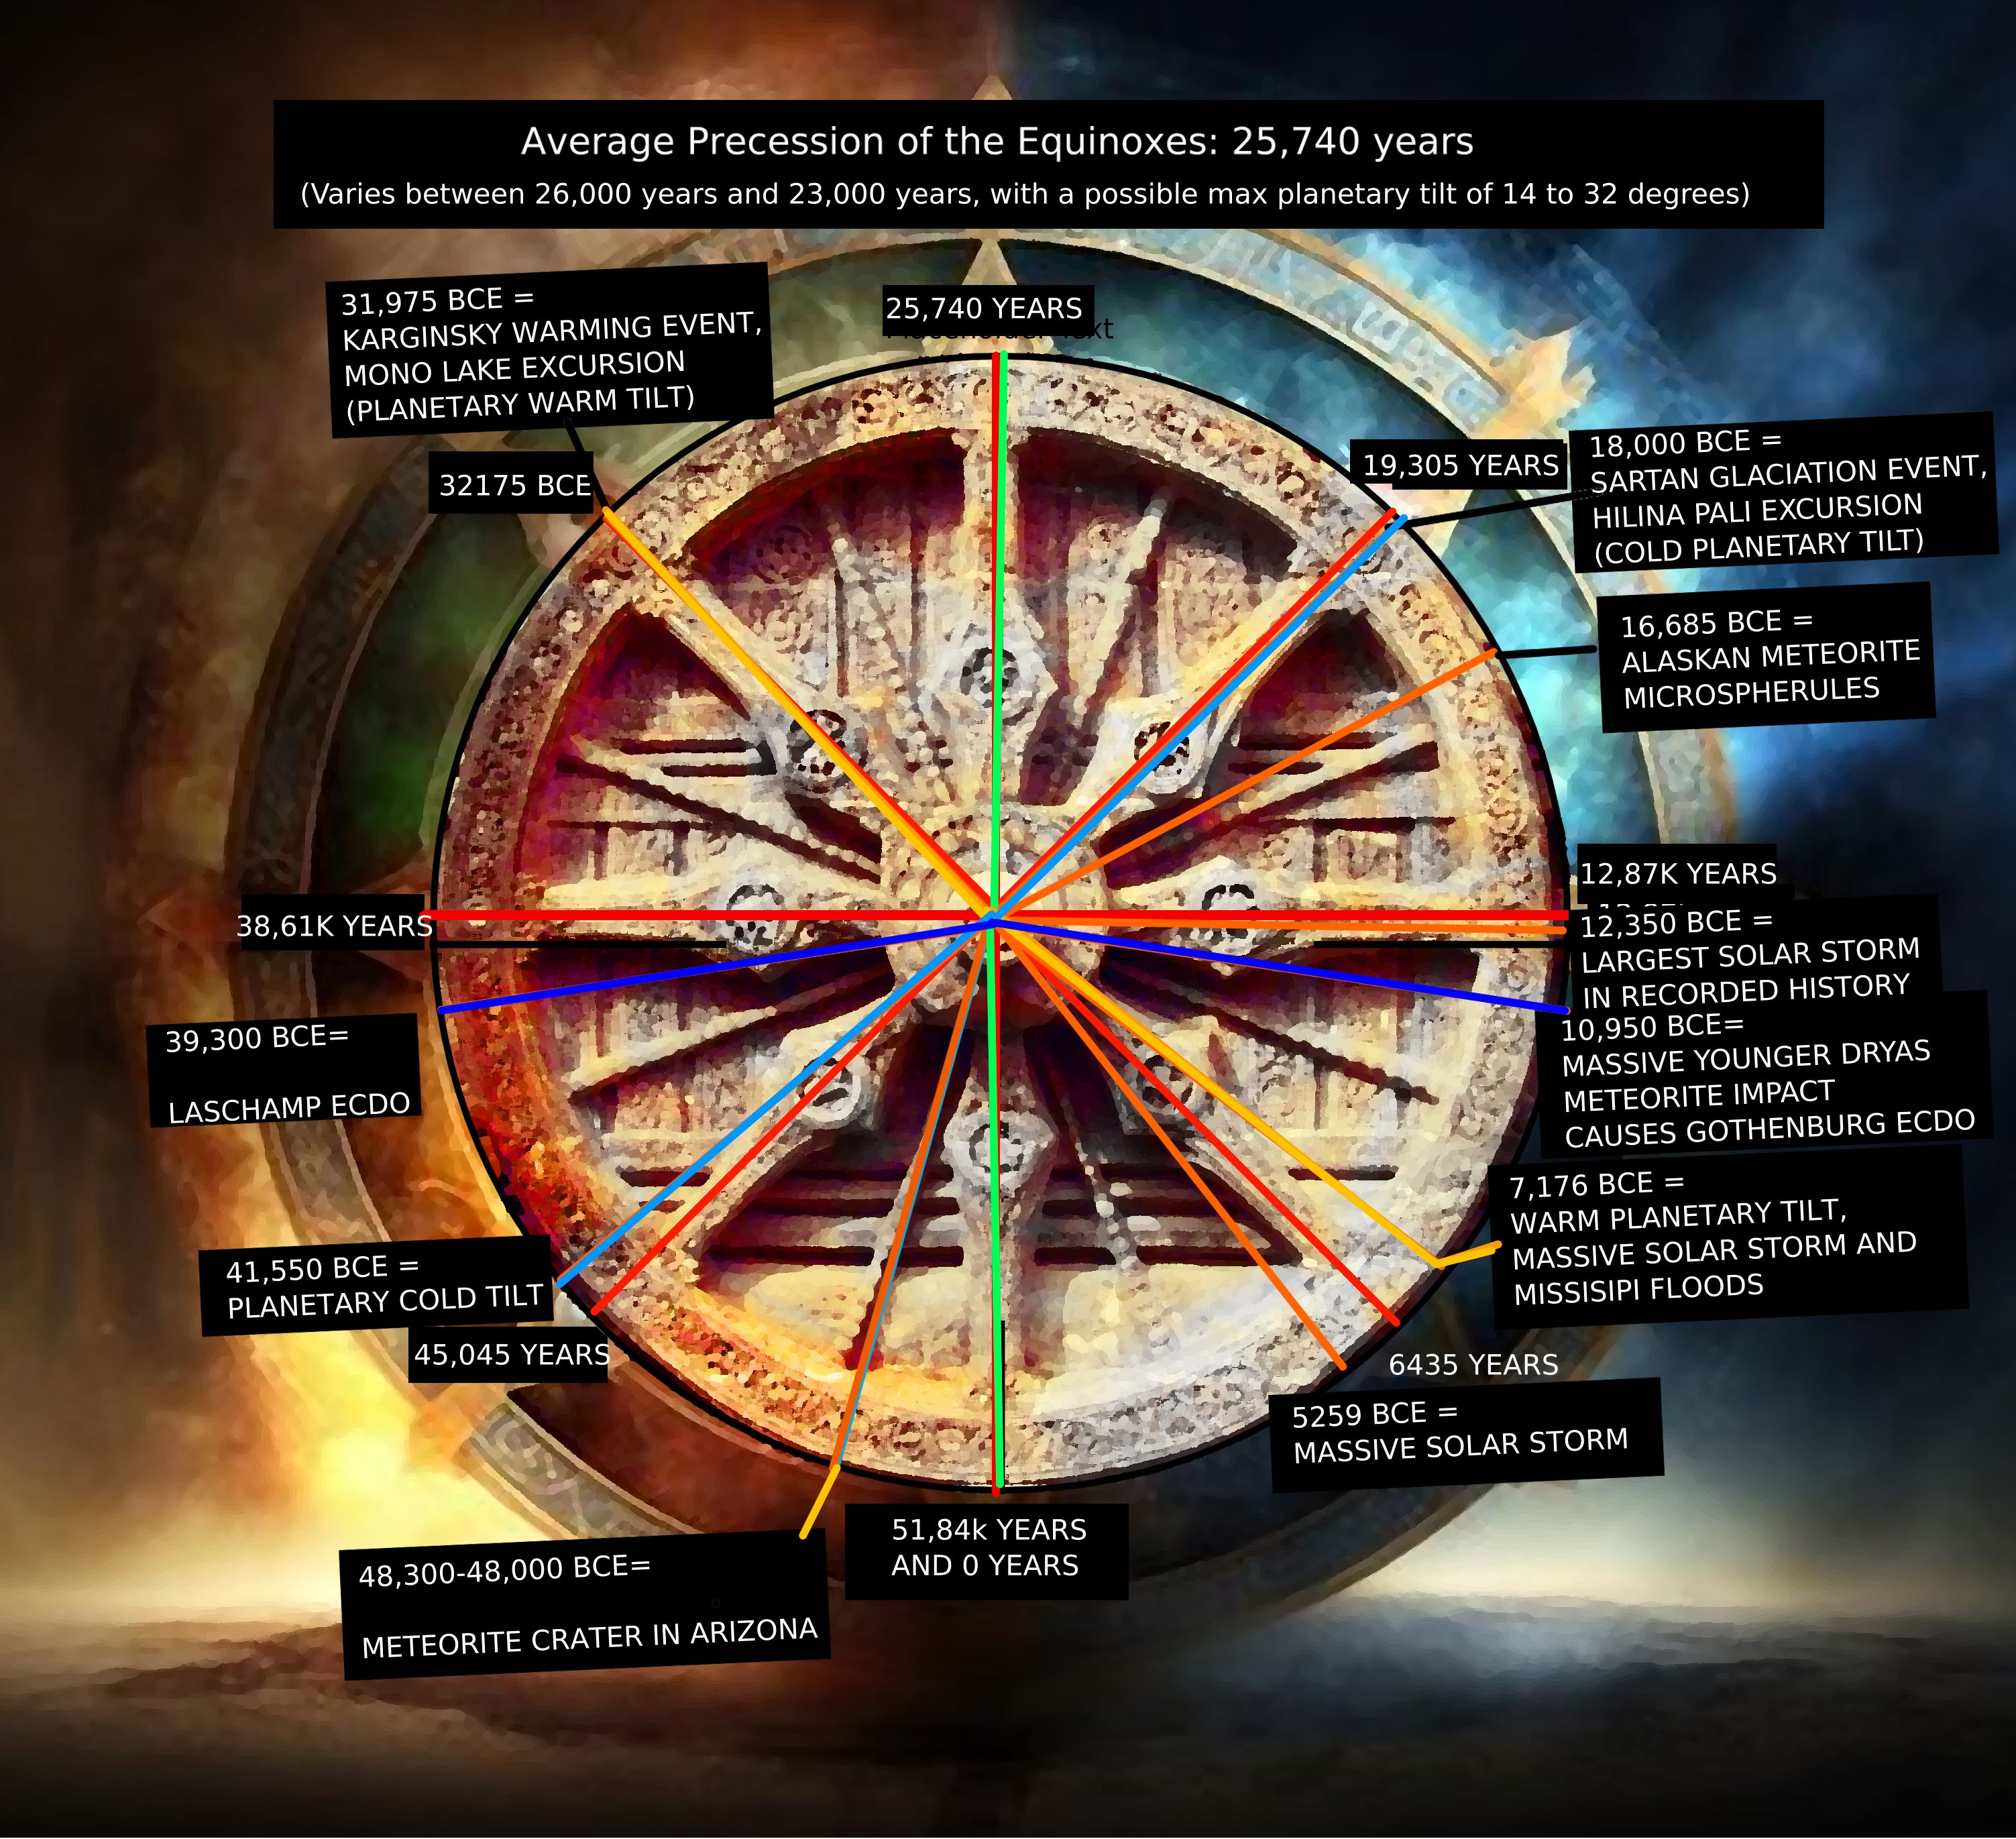 Average Precession of the Equinoxes: 25,740 years
(Varies between 26,000 years and 23,000 years, with a possible max planetary tilt of 14 to 32 degrees)
31,975 BCE =
KARGINSKY WARMING EVENT,
MONO LAKE EXCURSION
(PLANETARY WARM TILT)
25,740 YEARS
32175 BCE
19,305 YEARS
18,000 BCE =
SARTAN GLACIATION EVENT,
HILINA PALI EXCURSION
(COLD PLANETARY TILT)
16,685 BCE =
ALASKAN METEORITE
MICROSPHERULES
12,87K YEARS
38,61K YEARS
12,350 BCE =
LARGEST SOLAR STORM
IN RECORDED HISTORY
10,950 BCE=
MASSIVE YOUNGER DRYAS
METEORITE IMPACT
CAUSES GOTHENBURG ECDO
39,300 BCE=
LASCHAMP ECDO
7,176 BCE =
WARM PLANETARY TILT,
MASSIVE SOLAR STORM AND
MISSISIPI FLOODS
41,550 BCE =
PLANETARY COLD TILT
45,045 YEARS
6435 YEARS
5259 BCE =
MASSIVE SOLAR STORM
51,84k YEARS
AND 0 YEARS
48,300-48,000 BCE=
METEORITE CRATER IN ARIZONA